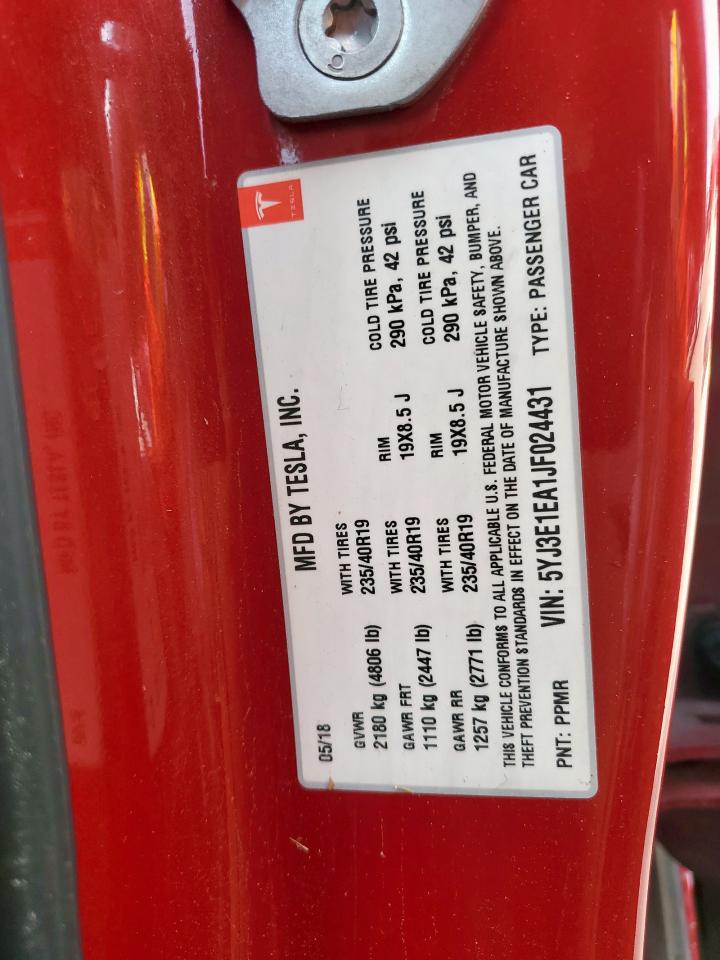 TESLA
MFD BY TESLA, INC.
05/18
GVWR WITH TIRES RIM COLD TIRE PRESSURE
2180 kg (4806 lb) 235/40R19
GAWR FRT WITH TIRES RIM COLD TIRE PRESSURE
1110 kg (2447 lb) 235/40R19 19X8.5 J 290 kPa, 42 psi
GAWR RR WITH TIRES RIM COLD TIRE PRESSURE
1257 kg (2771 lb) 235/40R19 19X8.5 J 290 kPa, 42 psi
THIS VEHICLE CONFORMS TO ALL APPLICABLE U.S. FEDERAL MOTOR VEHICLE SAFETY, BUMPER, AND
THEFT PREVENTION STANDARDS IN EFFECT ON THE DATE OF MANUFACTURE SHOWN ABOVE.
PNT: PPMR VIN: 5YJ3E1EA1JF024431 TYPE: PASSENGER CAR